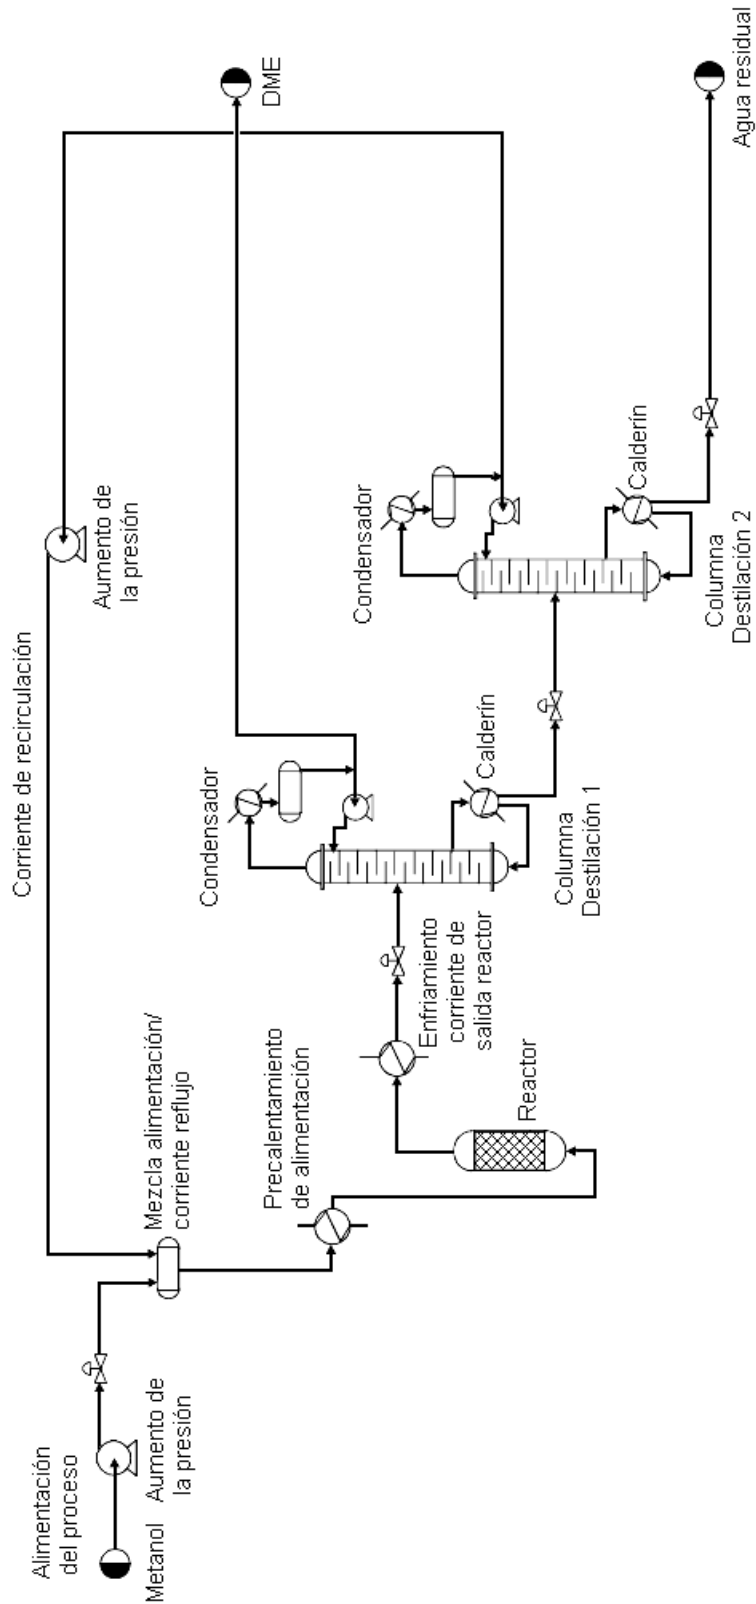 Alimentación
del proceso
Metanol
Aumento de
la presión
Mezcla alimentación/
corriente reflujo
Corriente de recirculación
Aumento de
la presión
Precalentamiento
de alimentación
Reactor
Enfriamiento
corriente de
salida reactor
Condensador
Calderín
Columna
Destilación 1
Condensador
Calderín
Columna
Destilación 2
DME
Agua residual